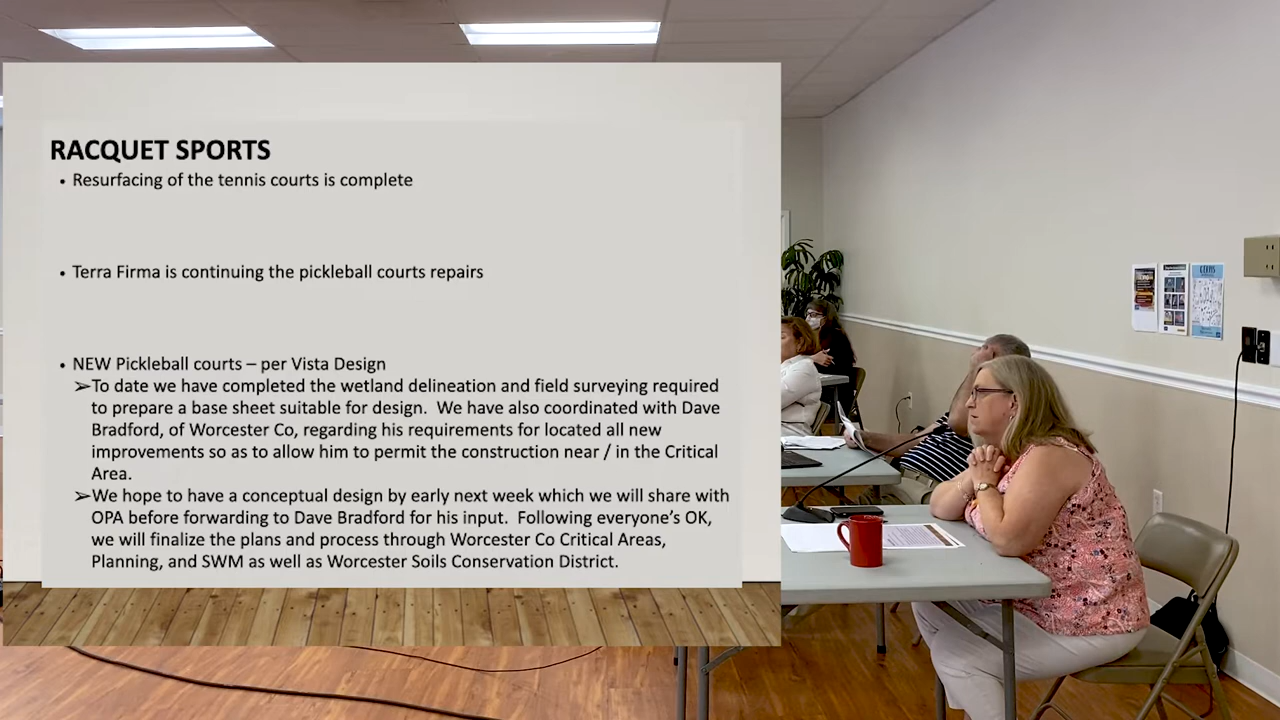 RACQUET SPORTS
• Resurfacing of the tennis courts is complete
• Terra Firma is continuing the pickleball courts repairs
• NEW Pickleball courts – per Vista Design
➢To date we have completed the wetland delineation and field surveying required
to prepare a base sheet suitable for design. We have also coordinated with Dave
Bradford, of Worcester Co, regarding his requirements for located all new
improvements so as to allow him to permit the construction near / in the Critical
Area.
➢We hope to have a conceptual design by early next week which we will share with
OPA before forwarding to Dave Bradford for his input. Following everyone’s OK,
we will finalize the plans and process through Worcester Co Critical Areas,
Planning, and SWM as well as Worcester Soils Conservation District.